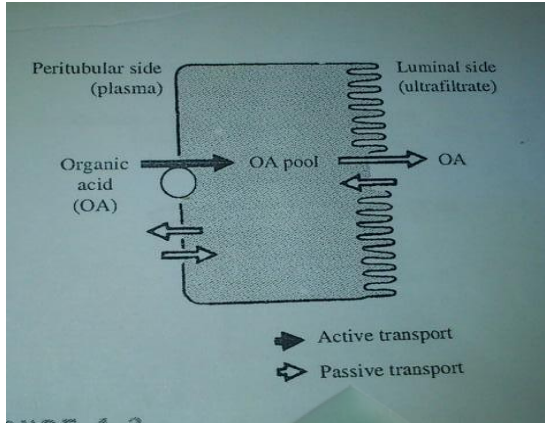 Peritubular side
(plasma)
Luminal side
(ultrafiltrate)
Organic
acid
(OA)
OA pool
OA
Active transport
Passive transport